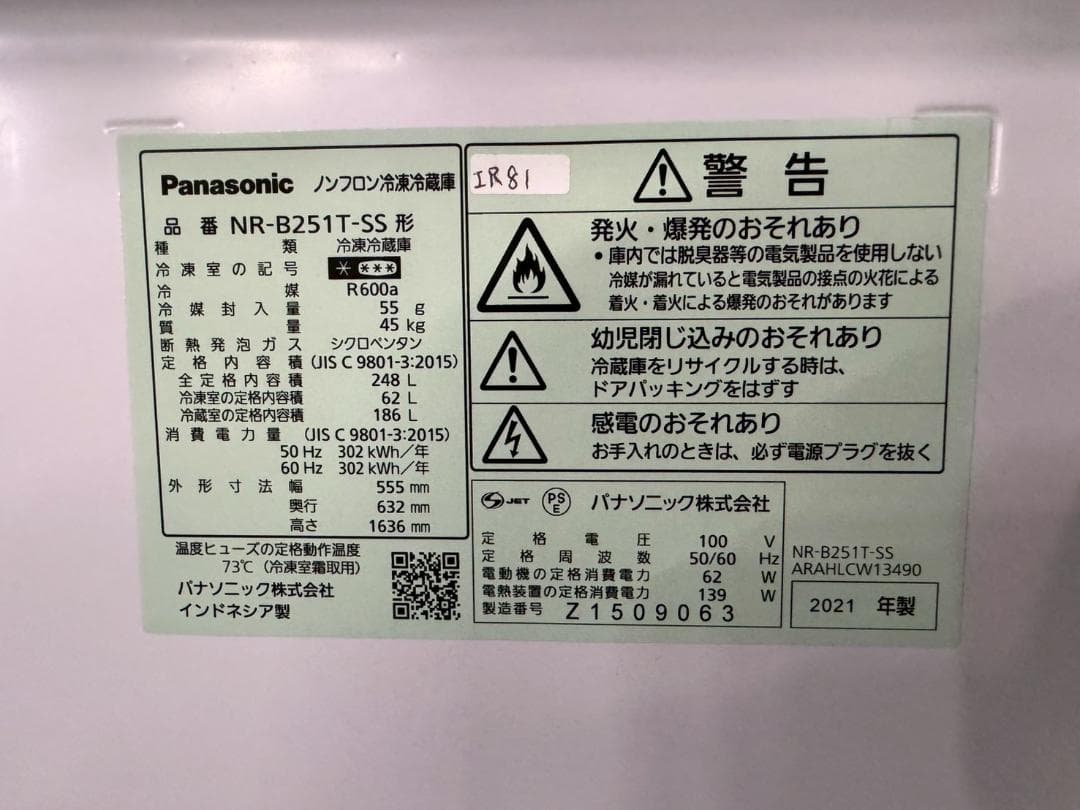 Panasonic ノンフロン冷凍冷蔵庫
品番 NR-B251T-SS 形
種類 冷凍冷蔵庫
冷凍室の記号 * ***
冷媒 R600a
冷媒封入量 55 g
質量 45 kg
断熱発泡ガス シクロペンタン
定格内容積 (JIS C 9801-3:2015)
全定格内容積 248 L
冷凍室の定格内容積 62 L
冷蔵室の定格内容積 186 L
消費電力量 (JIS C 9801-3:2015)
50 Hz 302 kWh/年
60 Hz 302 kWh/年
外形寸法 幅 555 mm
奥行 632 mm
高さ 1636 mm
温度ヒューズの定格動作温度
73℃(冷凍室霜取用)
パナソニック株式会社
インドネシア製
IR81
警告
発火・爆発のおそれあり
• 庫内では脱臭器等の電気製品を使用しない
冷媒が漏れていると電気製品の接点の火花による
着火・着火による爆発のおそれがあります
幼児閉じ込みのおそれあり
冷蔵庫をリサイクルする時は、
ドアパッキングをはずす
感電のおそれあり
お手入れのときは、必ず電源プラグを抜く
S JET PS E パナソニック株式会社
定格電圧 100 V
定格周波数 50/60 Hz
電動機の定格消費電力 62 W
電熱装置の定格消費電力 139 W
製造番号 Z1509063
NR-B251T-SS
ARAHLCW13490
2021 年製